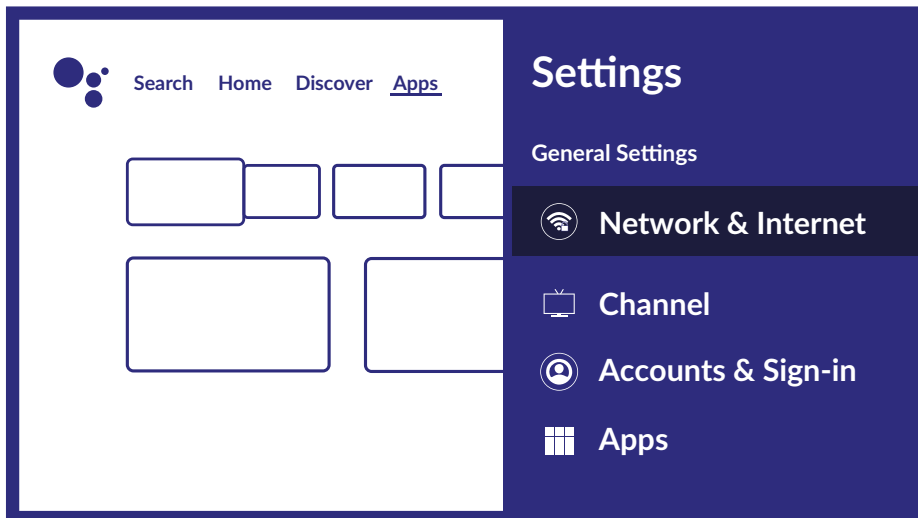 Search Home Discover Apps
Settings
General Settings
Network & Internet
Channel
Accounts & Sign-in
Apps